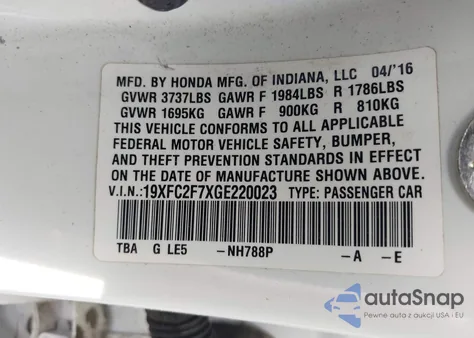 MFD. BY HONDA MFG. OF INDIANA, LLC 04/'16
GVWR 3737LBS GAWR F 1984LBS R 1786LBS
GVWR 1695KG GAWR F 900KG R 810KG
THIS VEHICLE CONFORMS TO ALL APPLICABLE
FEDERAL MOTOR VEHICLE SAFETY, BUMPER,
AND THEFT PREVENTION STANDARDS IN EFFECT
ON THE DATE OF MANUFACTURE SHOWN ABOVE.
V.I.N.: 19XFC2F7XGE220023 TYPE: PASSENGER CAR
TBA G LE5 -NH788P -A -E
autoSnap
Pewne auta z aukcji USA i EU